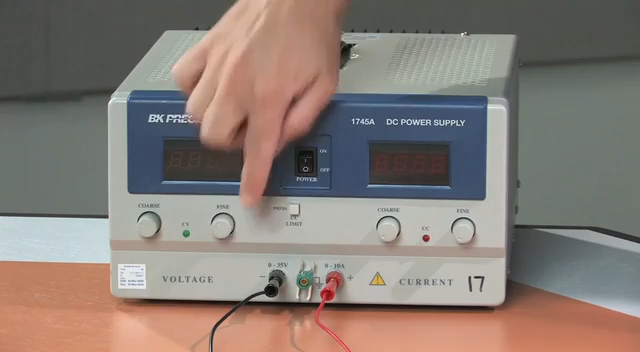 BK PREC
1745A DC POWER SUPPLY
ON
OFF
POWER
COARSE
FINE
PRESS
CC
LIMIT
COARSE
FINE
CV
CC
0-35V
0-10A
- +
VOLTAGE
CURRENT
17